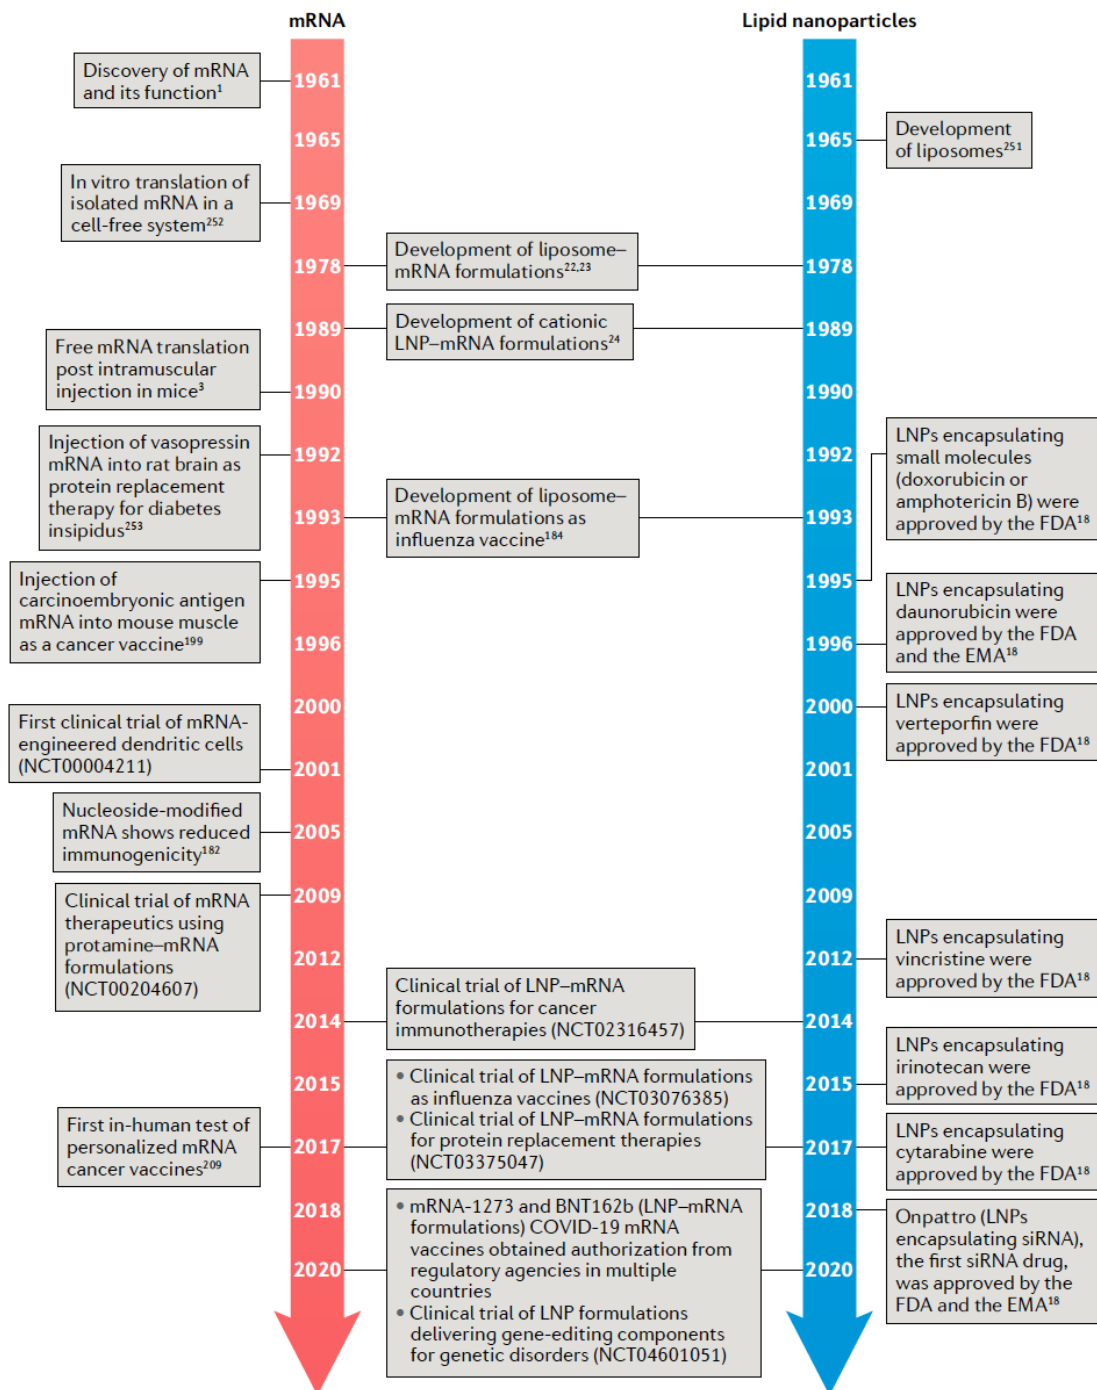 mRNA
Lipid nanoparticles
Discovery of mRNA
and its function¹
1961
1961
1965
1965
Development
of liposomes²⁵¹
In vitro translation of
isolated mRNA in a
cell-free system²⁵²
1969
1969
Development of liposome–
mRNA formulations²²,²³
1978
1978
Development of cationic
LNP–mRNA formulations²⁴
1989
1989
Free mRNA translation
post intramuscular
injection in mice³
1990
1990
Injection of vasopressin
mRNA into rat brain as
protein replacement
therapy for diabetes
insipidus²⁵³
1992
1992
LNPs encapsulating
small molecules
(doxorubicin or
amphotericin B) were
approved by the FDA¹⁸
Development of liposome–
mRNA formulations as
influenza vaccine¹⁸⁴
1993
1993
Injection of
carcinoembryonic antigen
mRNA into mouse muscle
as a cancer vaccine¹⁹⁹
1995
1995
LNPs encapsulating
daunorubicin were
approved by the FDA
and the EMA¹⁸
1996
1996
2000
2000
LNPs encapsulating
verteporfin were
approved by the FDA¹⁸
First clinical trial of mRNA-
engineered dendritic cells
(NCT00004211)
2001
2001
Nucleoside-modified
mRNA shows reduced
immunogenicity¹⁸²
2005
2005
Clinical trial of mRNA
therapeutics using
protamine–mRNA
formulations
(NCT00204607)
2009
2009
2012
2012
LNPs encapsulating
vincristine were
approved by the FDA¹⁸
Clinical trial of LNP–mRNA
formulations for cancer
immunotherapies (NCT02316457)
2014
2014
LNPs encapsulating
irinotecan were
approved by the FDA¹⁸
2015
2015
• Clinical trial of LNP–mRNA formulations
as influenza vaccines (NCT03076385)
• Clinical trial of LNP–mRNA formulations
for protein replacement therapies
(NCT03375047)
First in-human test of
personalized mRNA
cancer vaccines²⁰⁹
2017
2017
LNPs encapsulating
cytarabine were
approved by the FDA¹⁸
2018
2018
Onpattro (LNPs
encapsulating siRNA),
the first siRNA drug,
was approved by the
FDA and the EMA¹⁸
• mRNA-1273 and BNT162b (LNP–mRNA
formulations) COVID-19 mRNA
vaccines obtained authorization from
regulatory agencies in multiple
countries
• Clinical trial of LNP formulations
delivering gene-editing components
for genetic disorders (NCT04601051)
2020
2020